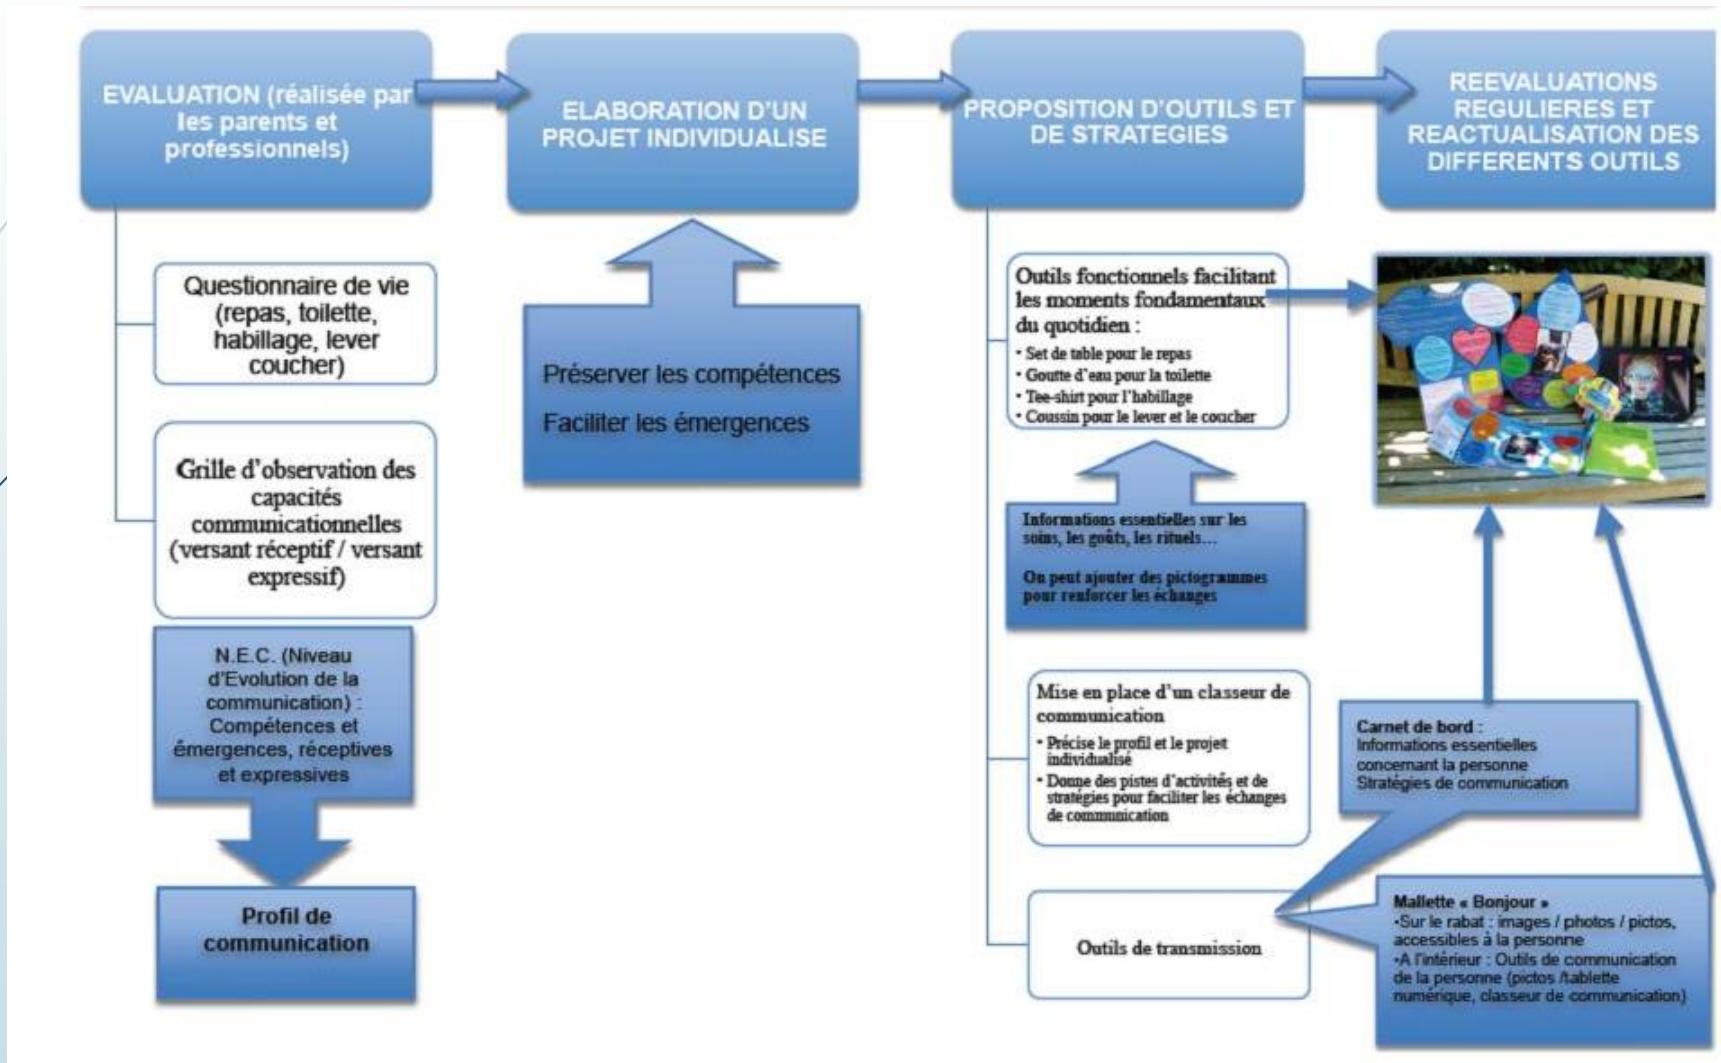 EVALUATION (réalisée par
les parents et
professionnels)
ELABORATION D'UN
PROJET INDIVIDUALISE
PROPOSITION D'OUTILS ET
DE STRATEGIES
REEVALUATIONS
REGULIERES ET
REACTUALISATION DES
DIFFERENTS OUTILS
Questionnaire de vie
(repas, toilette,
habillage, lever
coucher)
Grille d'observation des
capacités
communicationnelles
(versant réceptif / versant
expressif)
N.E.C. (Niveau
d'Evolution de la
communication) :
Compétences et
émergences, réceptives
et expressives
Profil de
communication
Préserver les compétences
Faciliter les émergences
Outils fonctionnels facilitant
les moments fondamentaux
du quotidien :
• Set de table pour le repas
• Goutte d'eau pour la toilette
• Tee-shirt pour l'habillage
• Coussin pour le lever et le coucher
Informations essentielles sur les
soins, les goûts, les rituels…
On peut ajouter des pictogrammes
pour renforcer les échanges
Mise en place d'un classeur de
communication
• Précise le profil et le projet
individualisé
• Donne des pistes d'activités et de
stratégies pour faciliter les échanges
de communication
Outils de transmission
Carnet de bord :
Informations essentielles
concernant la personne
Stratégies de communication
Mallette « Bonjour »
•Sur le rabat : images / photos / pictos,
accessibles à la personne
•A l'intérieur : Outils de communication
de la personne (pictos /tablette
numérique, classeur de communication)